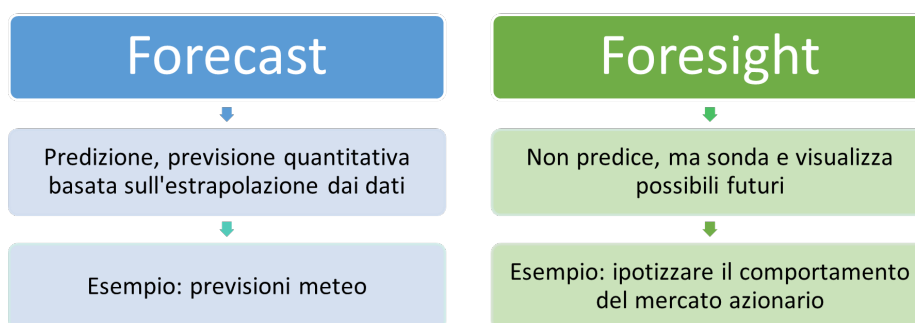 Forecast
Predizione, previsione quantitativa
basata sull'estrapolazione dai dati
Esempio: previsioni meteo
Foresight
Non predice, ma sonda e visualizza
possibili futuri
Esempio: ipotizzare il comportamento
del mercato azionario